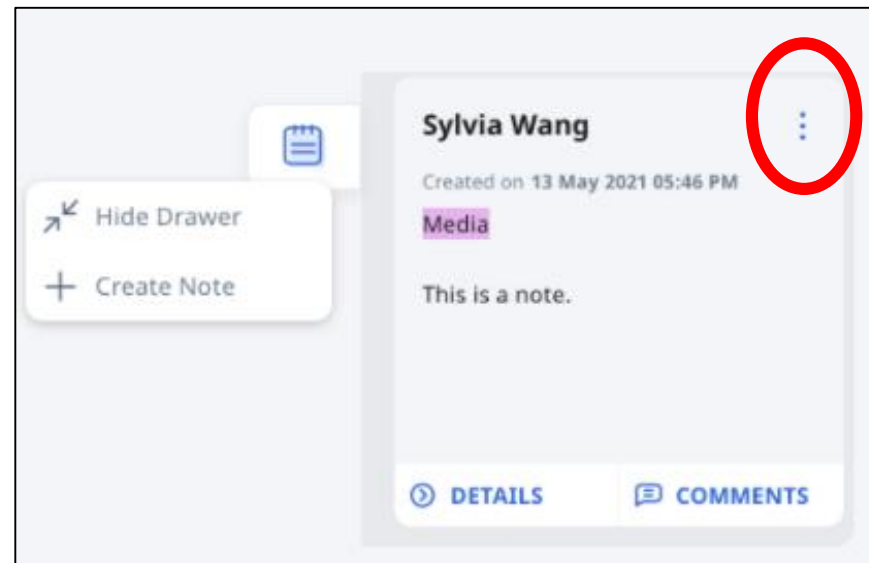 Hide Drawer
Create Note
Sylvia Wang
Created on 13 May 2021 05:46 PM
Media
This is a note.
DETAILS
COMMENTS